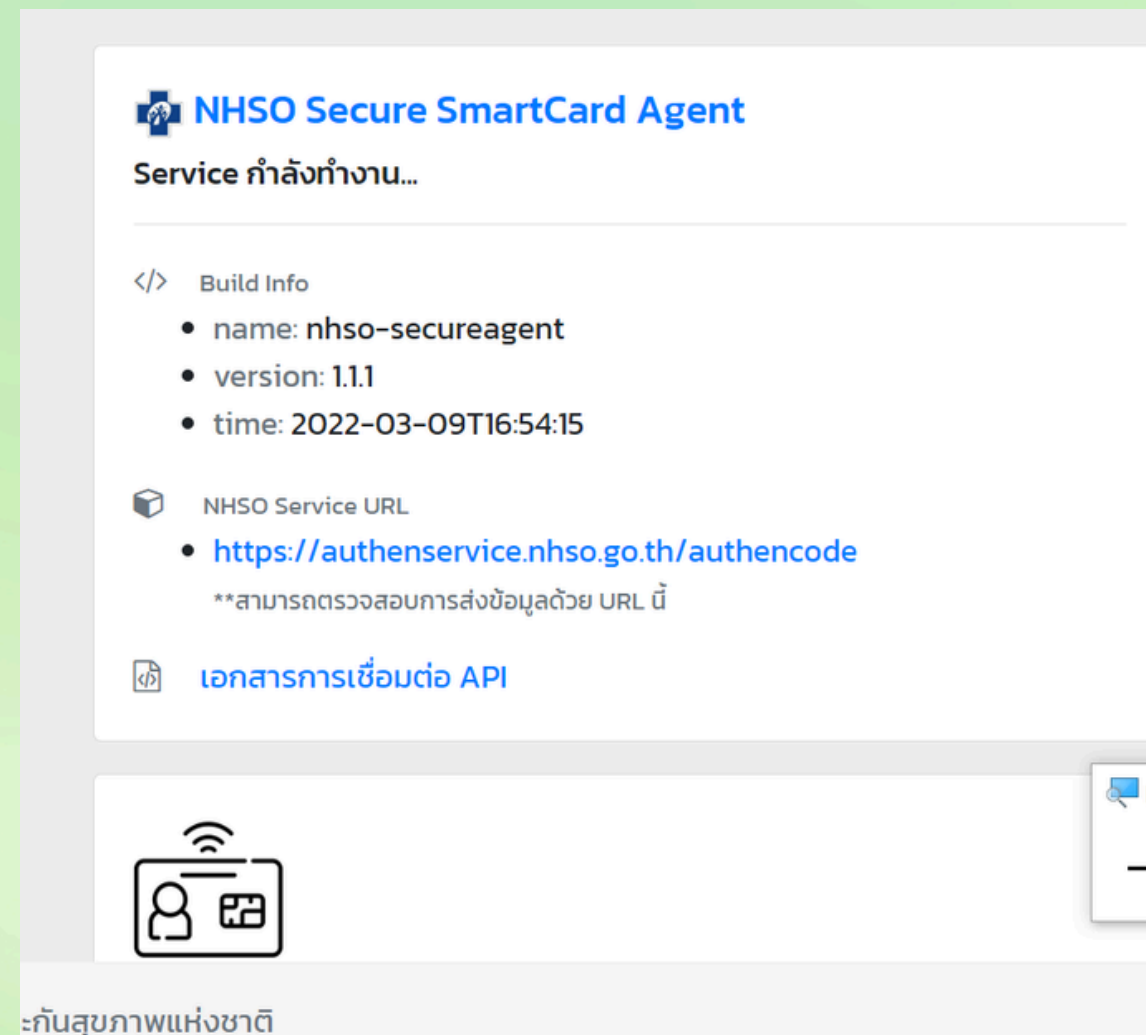 NHSO Secure SmartCard Agent
Service กำลังทำงาน...
</> Build Info
• name: nhso-secureagent
• version: 1.1.1
• time: 2022-03-09T16:54:15
NHSO Service URL
• https://authenservice.nhso.go.th/authencode
**สามารถตรวจสอบการส่งข้อมูลด้วย URL นี้
เอกสารการเชื่อมต่อ API
ะกันสุขภาพแห่งชาติ